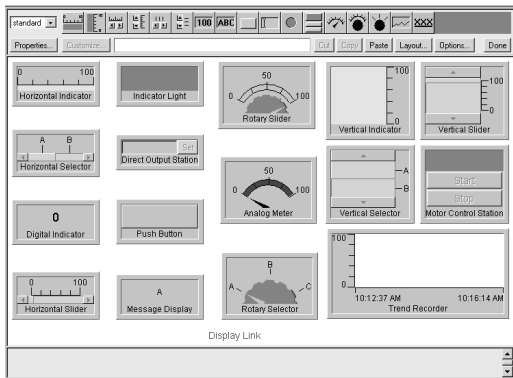 standard
100 ABC
Properties... Customize... Cut Copy Paste Layout... Options... Done
0 100
Horizontal Indicator
Indicator Light
0 50 100
Rotary Slider
100
0
Vertical Indicator
100
0
Vertical Slider
A B
Horizontal Selector
Set
Direct Output Station
0 50 100
Analog Meter
A
B
Vertical Selector
Start
Stop
Motor Control Station
0
Digital Indicator
Push Button
0 100
Horizontal Slider
A
Message Display
A B C
Rotary Selector
100
0
10:12:37 AM 10:16:14 AM
Trend Recorder
Display Link